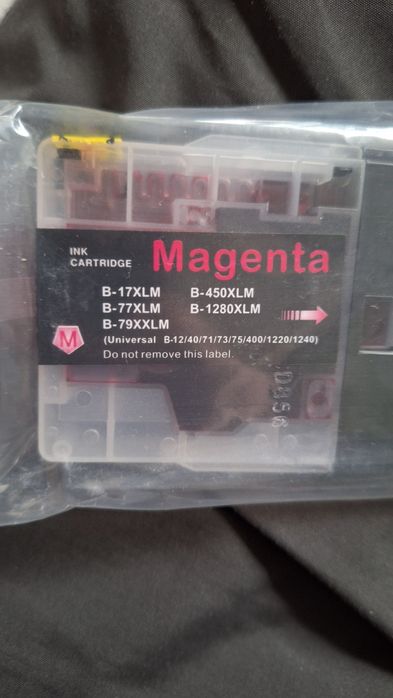 INK
CARTRIDGE
Magenta
B-17XLM B-450XLM
B-77XLM B-1280XLM
B-79XXLM
M
(Universal B-12/40/71/73/75/400/1220/1240)
Do not remove this label.
D856